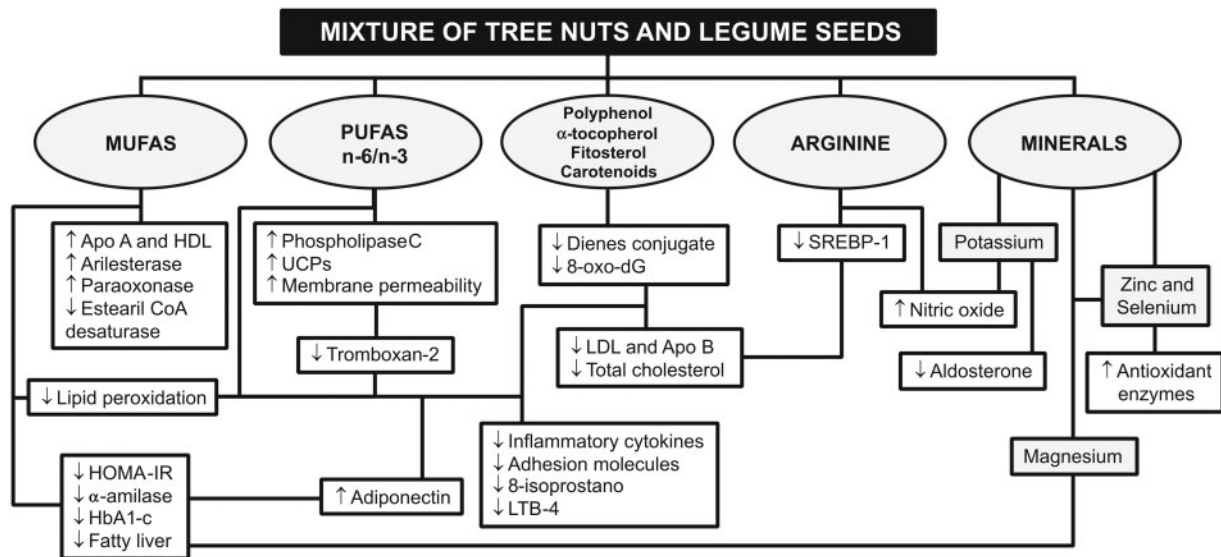 MIXTURE OF TREE NUTS AND LEGUME SEEDS
MUFAS
PUFAS
n-6/n-3
Polyphenol
α-tocopherol
Fitosterol
Carotenoids
ARGININE
MINERALS
↑ Apo A and HDL
↑ Arilesterase
↑ Paraoxonase
↓ Estearil CoA
desaturase
↑ PhospholipaseC
↑ UCPs
↑ Membrane permeability
↓ Dienes conjugate
↓ 8-oxo-dG
↓ SREBP-1
Potassium
Zinc and
Selenium
↑ Nitric oxide
↓ Tromboxan-2
↓ LDL and Apo B
↓ Total cholesterol
↓ Aldosterone
↑ Antioxidant
enzymes
↓ Lipid peroxidation
↓ HOMA-IR
↓ α-amilase
↓ HbA1-c
↓ Fatty liver
↑ Adiponectin
↓ Inflammatory cytokines
↓ Adhesion molecules
↓ 8-isoprostano
↓ LTB-4
Magnesium